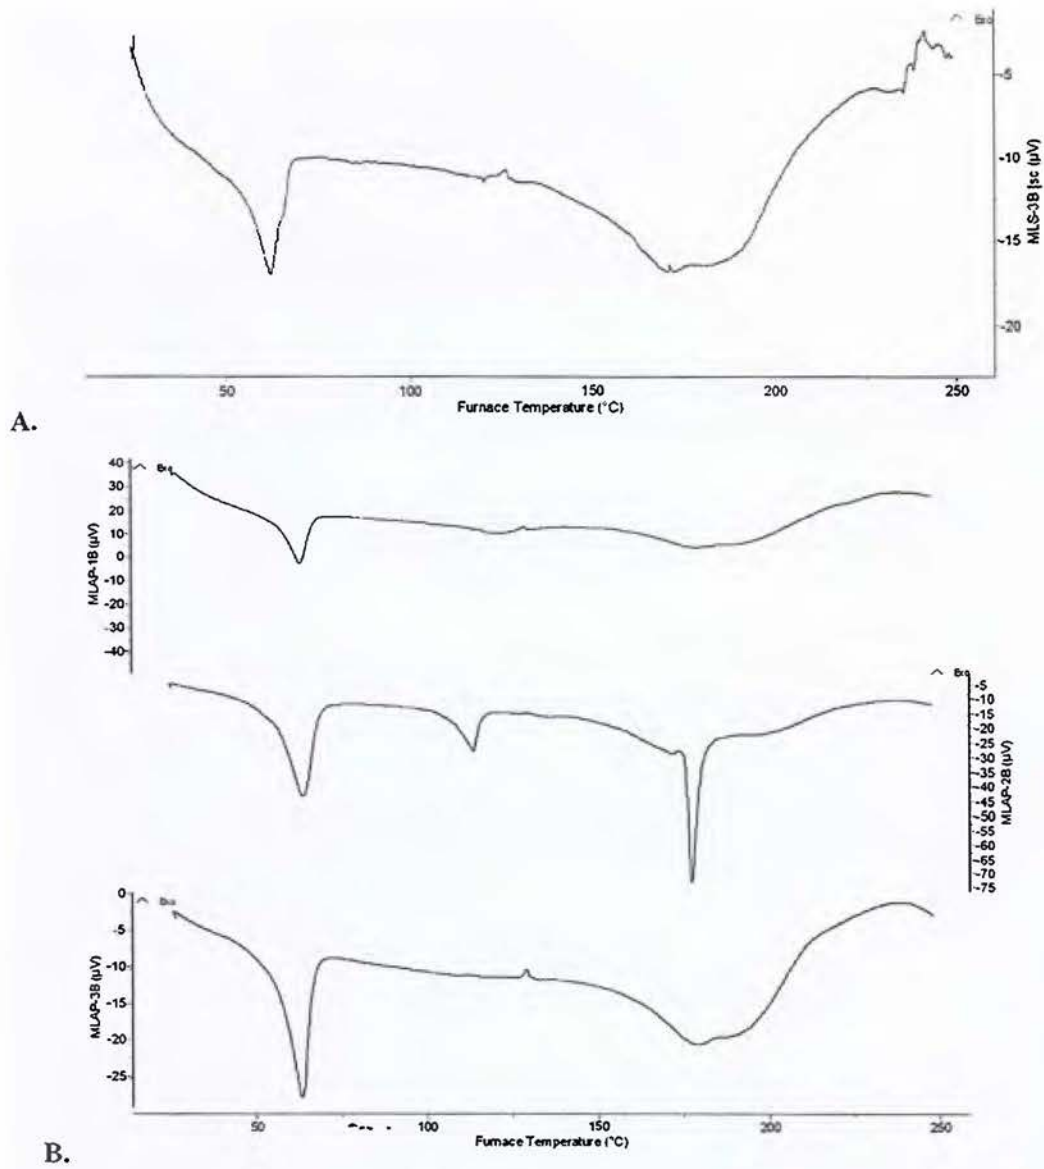 Exo
-5
-10
-15
-20
MLS-3B [sc (µV)
50 100 150 200 250
Furnace Temperature (°C)
A.
40
30
20
10
0
-10
-20
-30
-40
MLAP-1B (µV)
Exo
Exo
-5
-10
-15
-20
-25
-30
-35
-40
-45
-50
-55
-60
-65
-70
-75
MLAP-2B (µV)
0
-5
-10
-15
-20
-25
MLAP-3B (µV)
Exo
50 100 150 200 250
Furnace Temperature (°C)
B.